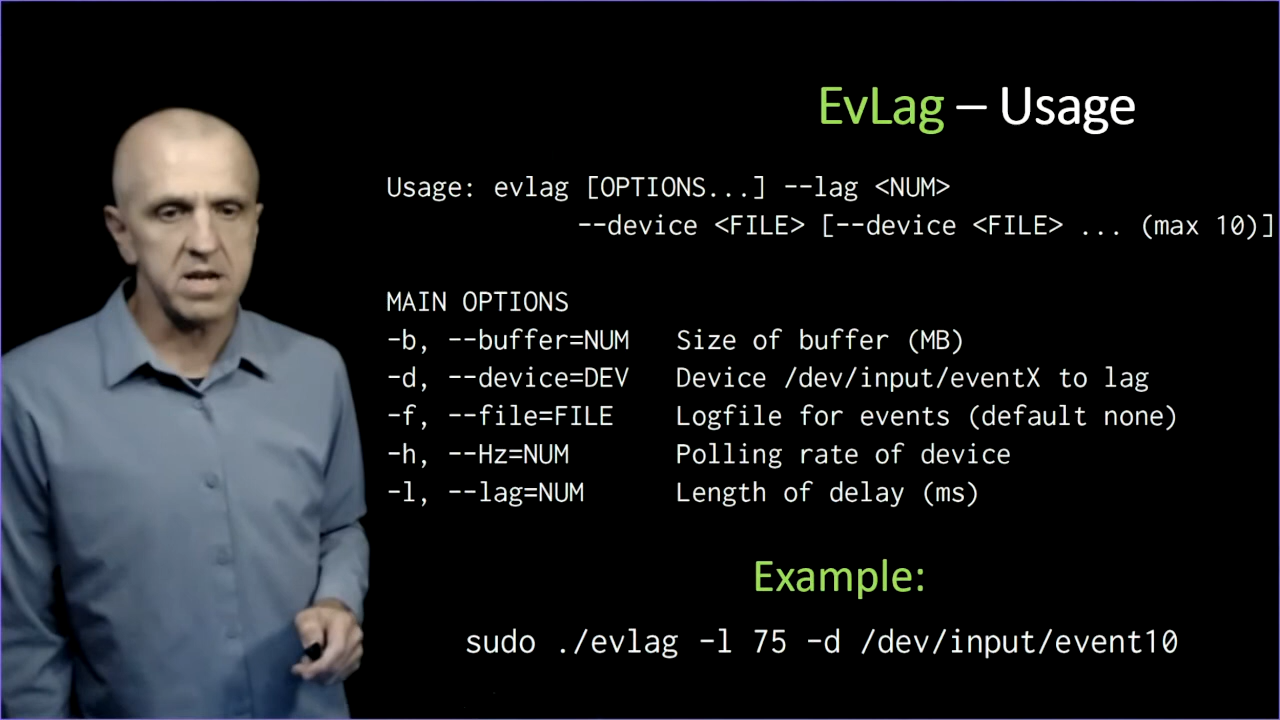 EvLag – Usage
Usage: evlag [OPTIONS...] --lag <NUM>
--device <FILE> [--device <FILE> ... (max 10)]
MAIN OPTIONS
-b, --buffer=NUM Size of buffer (MB)
-d, --device=DEV Device /dev/input/eventX to lag
-f, --file=FILE Logfile for events (default none)
-h, --Hz=NUM Polling rate of device
-l, --lag=NUM Length of delay (ms)
Example:
sudo ./evlag -l 75 -d /dev/input/event10